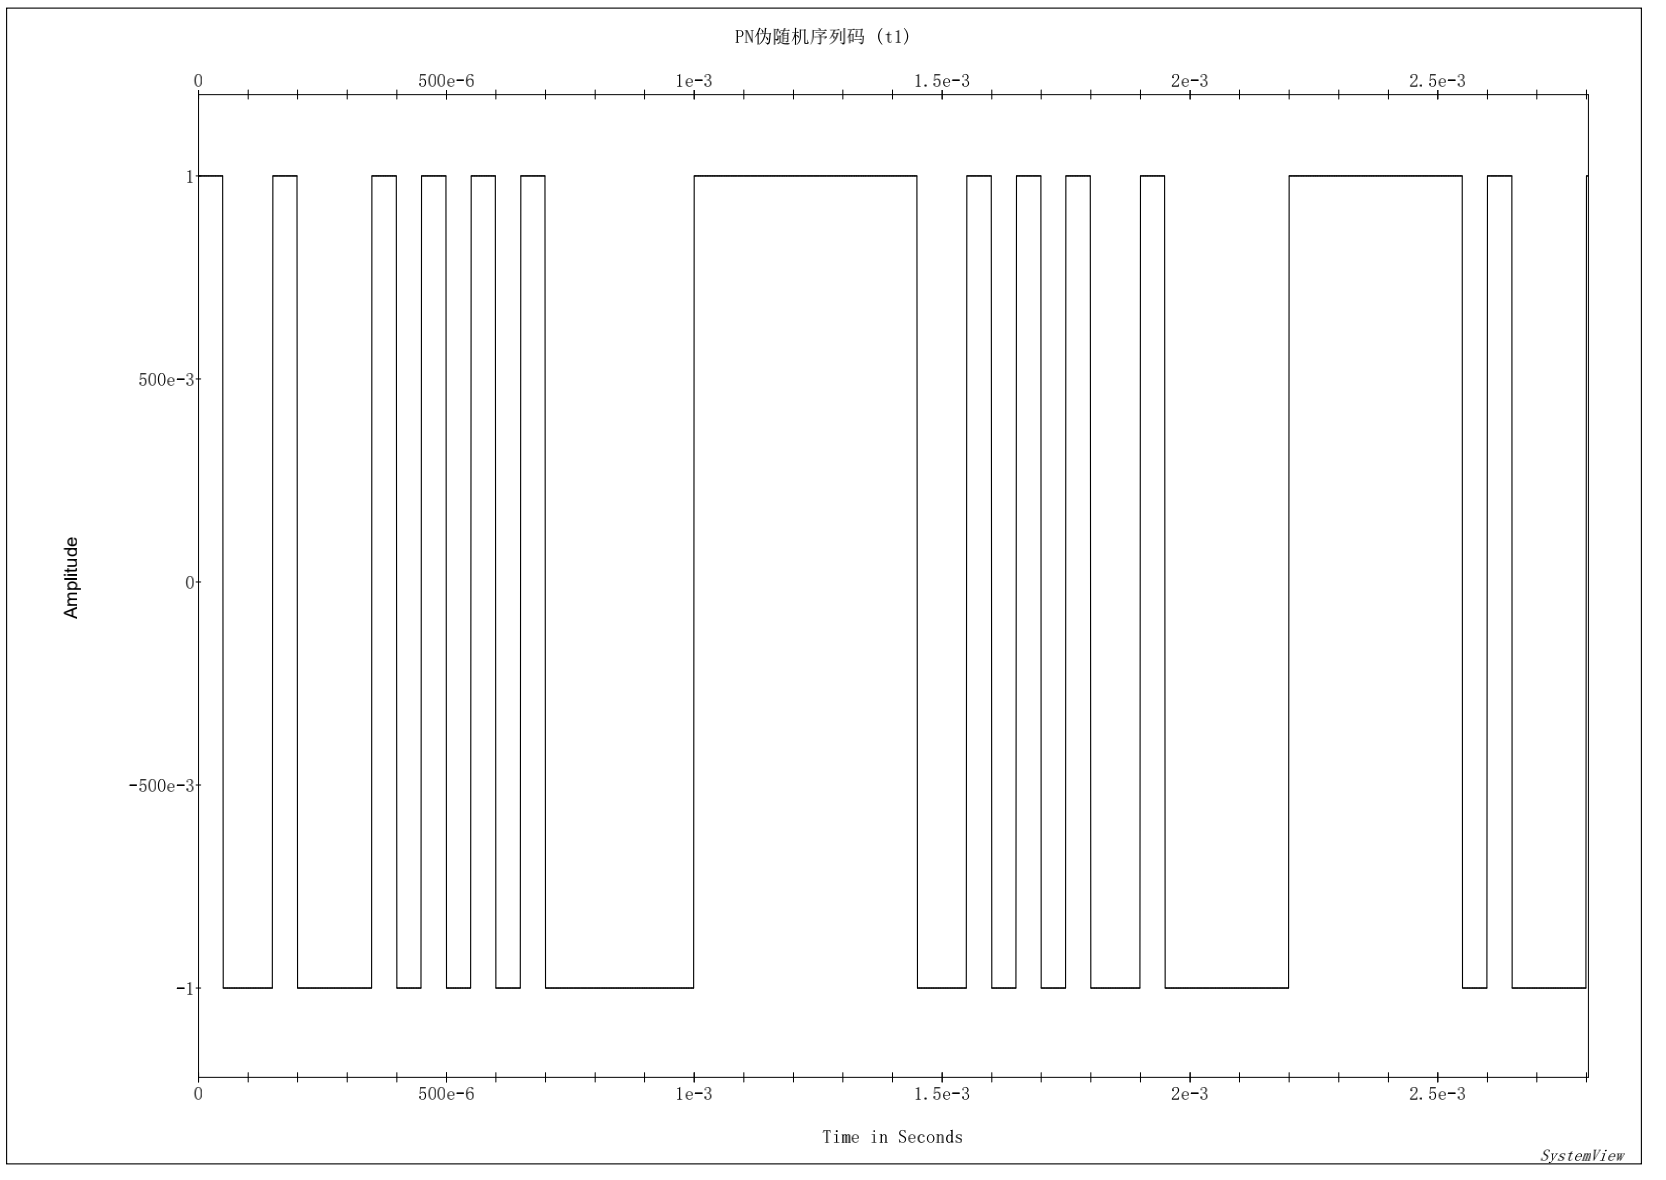 PN伪随机序列码 (t1)
0 500e-6 1e-3 1.5e-3 2e-3 2.5e-3
1
500e-3
0
-500e-3
-1
Amplitude
0 500e-6 1e-3 1.5e-3 2e-3 2.5e-3
Time in Seconds
SystemView